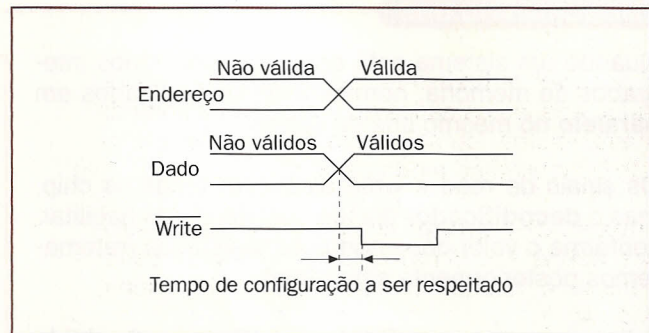 Não válida Válida
Endereço
Não válidos Válidos
Dado
Write
Tempo de configuração a ser respeitado